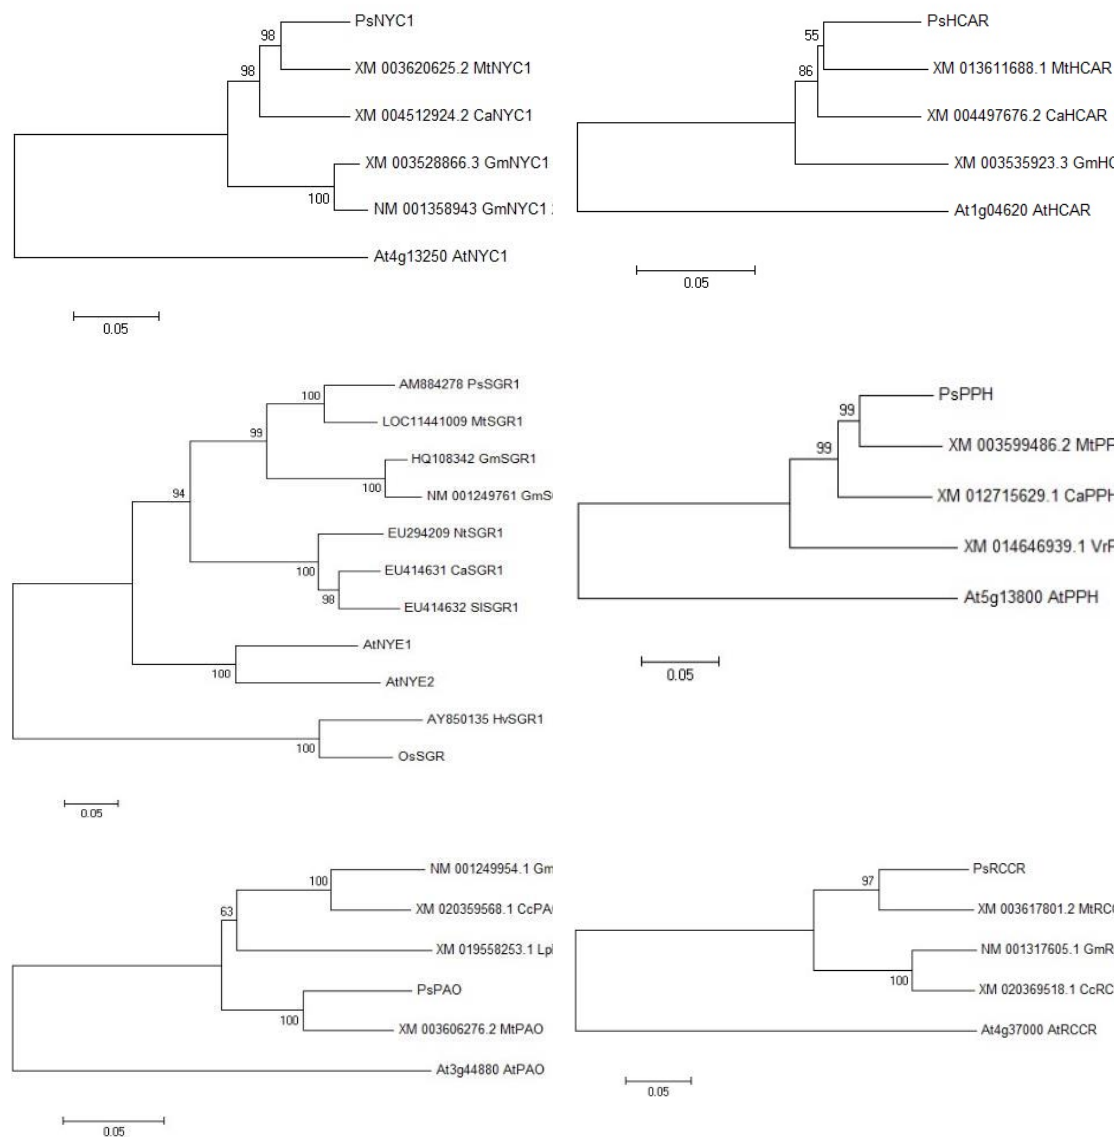 98
PsNYC1
98
XM 003620625.2 MtNYC1
XM 004512924.2 CaNYC1
XM 003528866.3 GmNYC1
100
NM 001358943 GmNYC1
At4g13250 AtNYC1
0.05
55
PsHCAR
86
XM 013611688.1 MtHCAR
XM 004497676.2 CaHCAR
XM 003535923.3 GmHC
At1g04620 AtHCAR
0.05
100
AM884278 PsSGR1
99
LOC11441009 MtSGR1
HQ108342 GmSGR1
94
100
NM 001249761 GmS
EU294209 NtSGR1
100
EU414631 CaSGR1
98
EU414632 SlSGR1
AtNYE1
100
AtNYE2
AY850135 HvSGR1
100
OsSGR
0.05
99
PsPPH
99
XM 003599486.2 MtPP
XM 012715629.1 CaPPH
XM 014646939.1 Vr
At5g13800 AtPPH
0.05
100
NM 001249954.1 Gm
63
XM 020359568.1 CcPA
XM 019558253.1 Lp
PsPAO
100
XM 003606276.2 MtPAO
At3g44880 AtPAO
0.05
97
PsRCCR
XM 003617801.2 MtRC
NM 001317605.1 GmR
100
XM 020369518.1 CcRC
At4g37000 AtRCCR
0.05